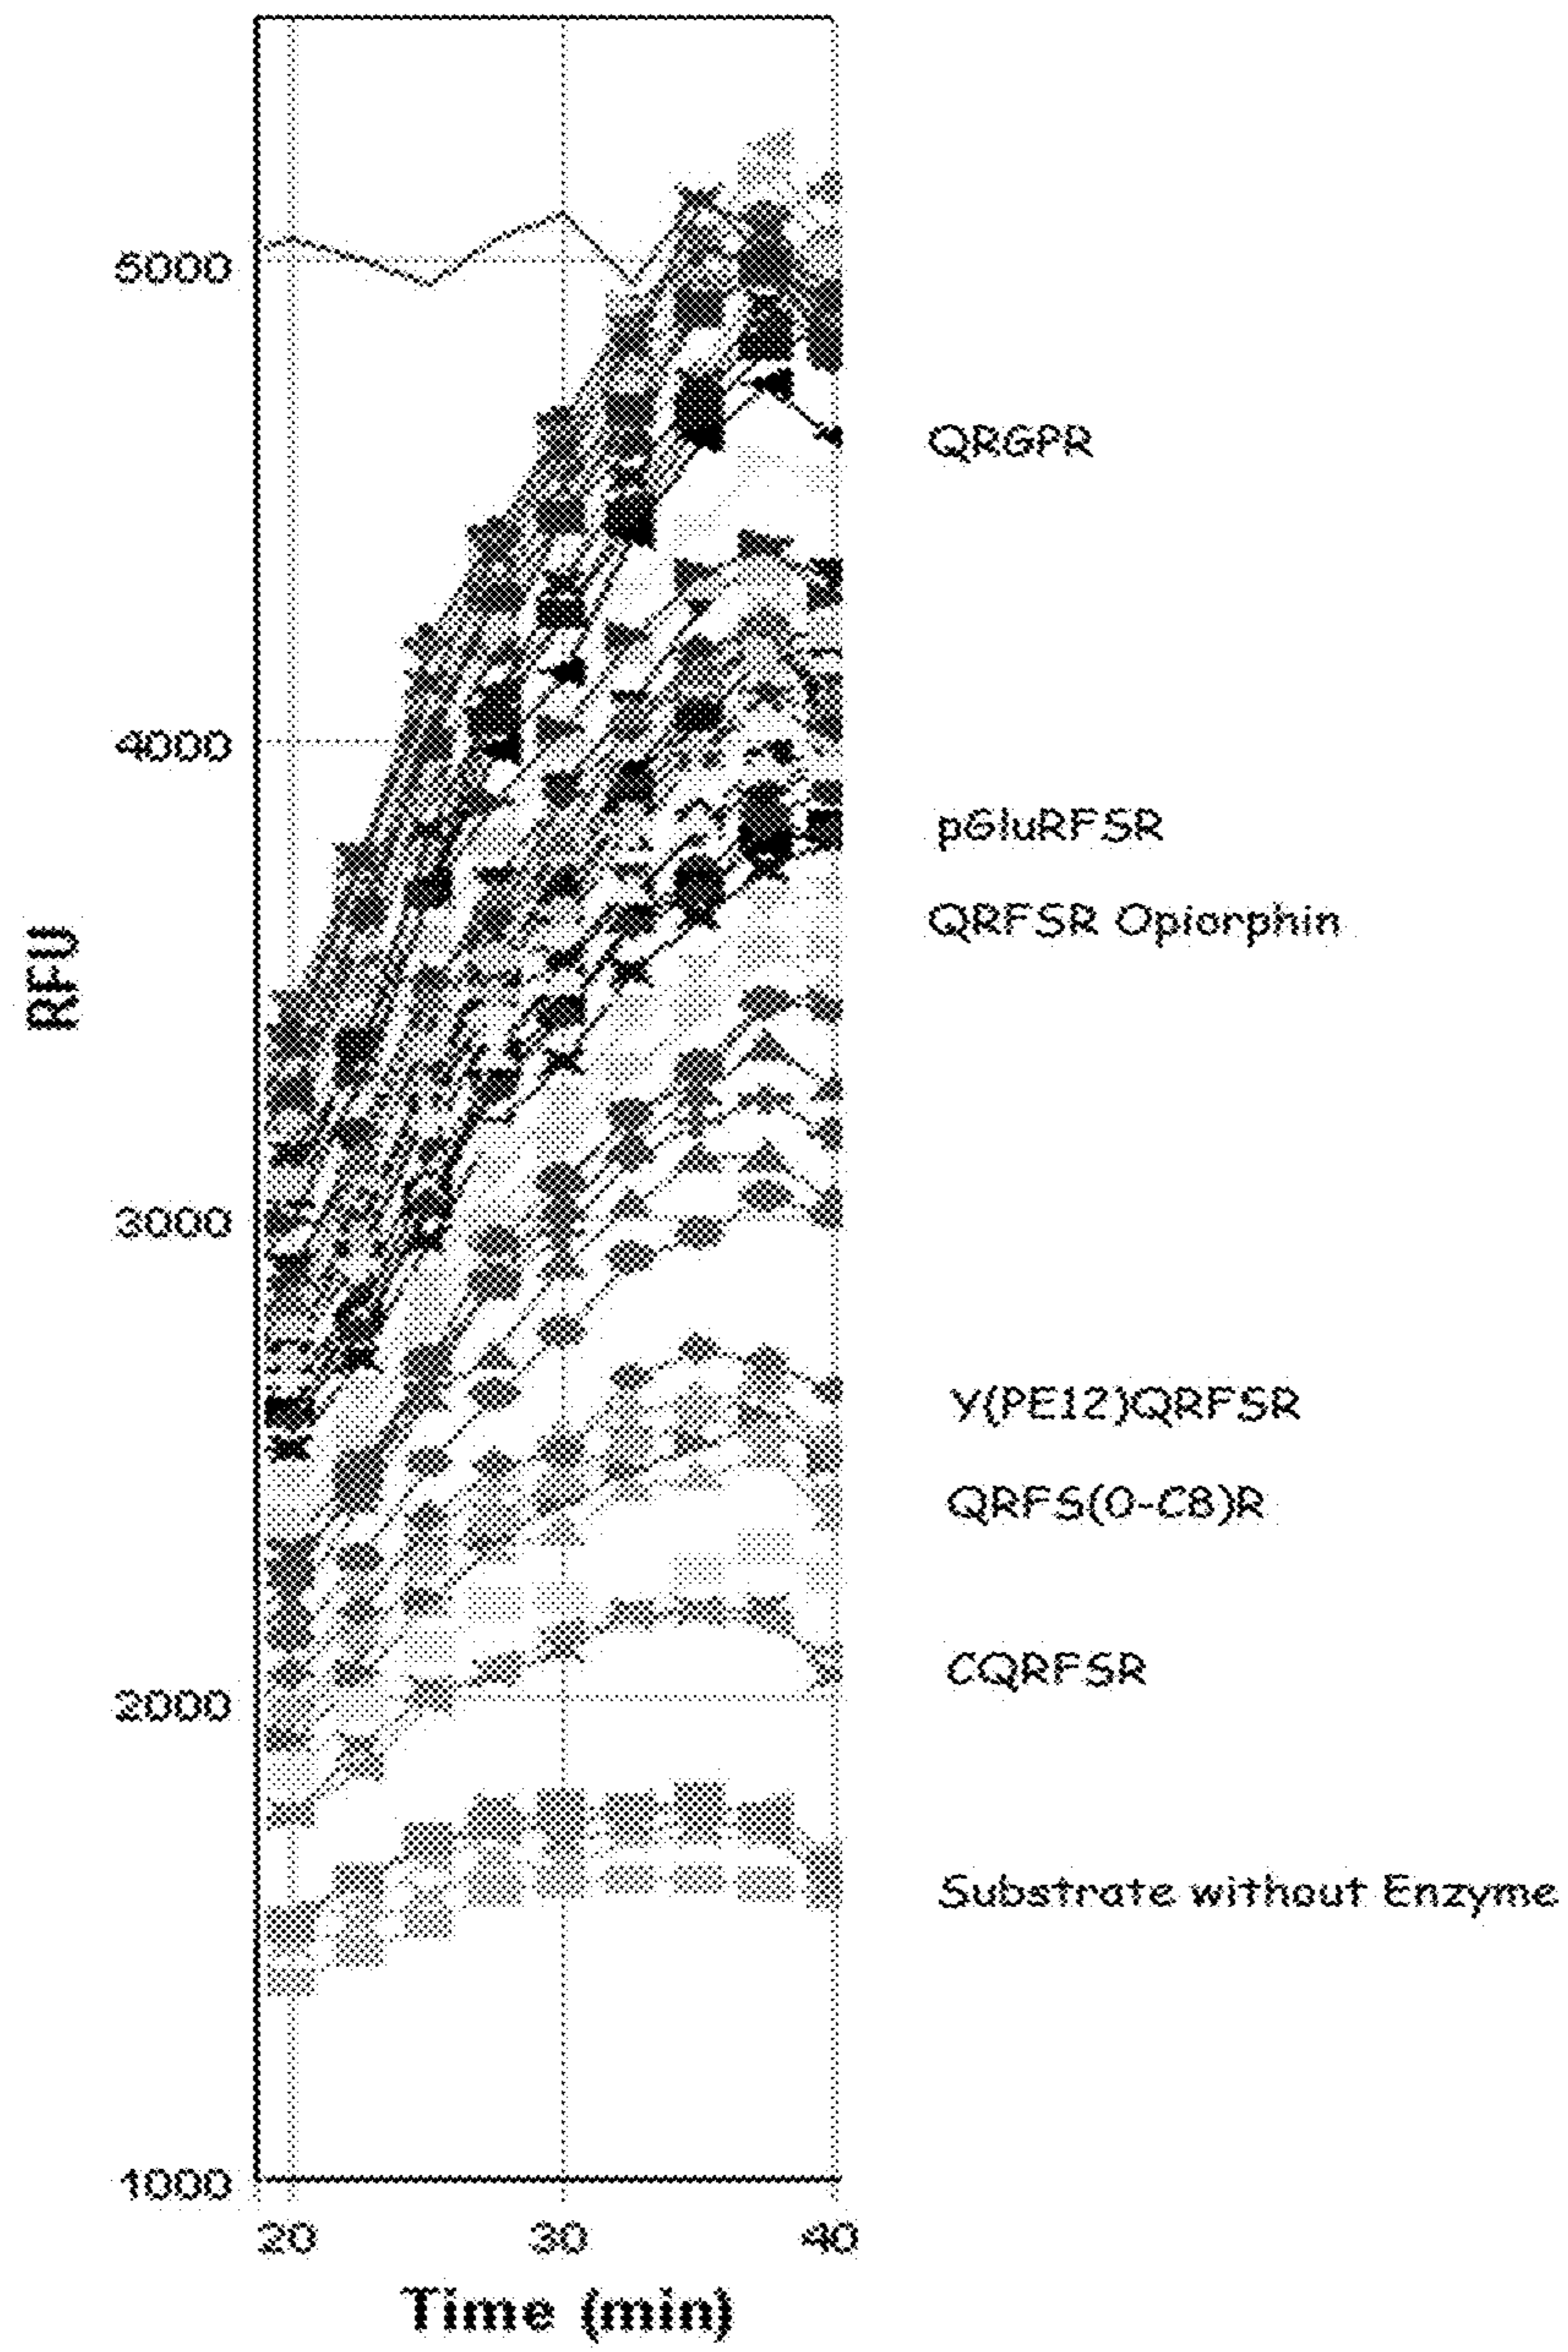 5000
QRGPR
4000
pGluRFSR
QRFSR Opiorphin
RFU
3000
Y(PE12)QRFSR
QRFS(O-C8)R
CQRFSR
2000
Substrate without Enzyme
1000
20 30 40
Time (min)